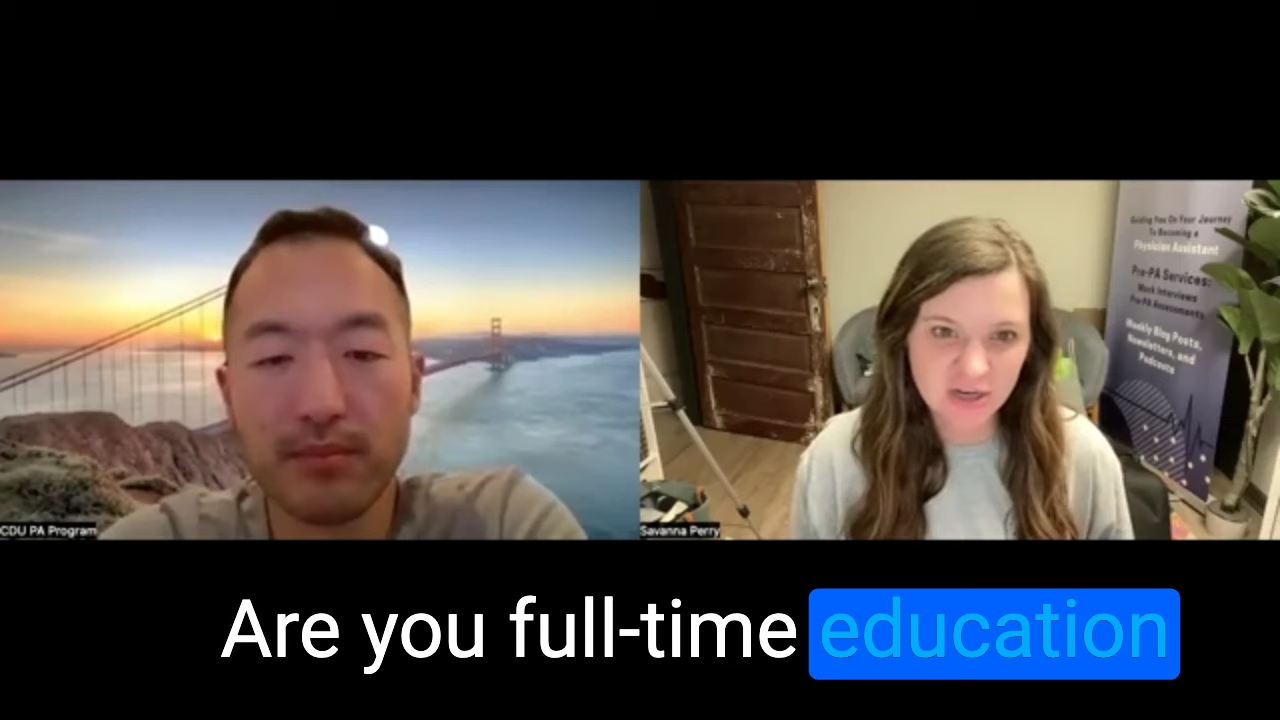 Guiding You On Your Journey
To Becoming a
Physician Assistant
Pre-PA Services:
Mock Interviews
Pre-PA Assessments
Weekly Blog Posts,
Newsletters, and
Podcasts
CDU PA Program
Savanna Perry
Are you full-time education